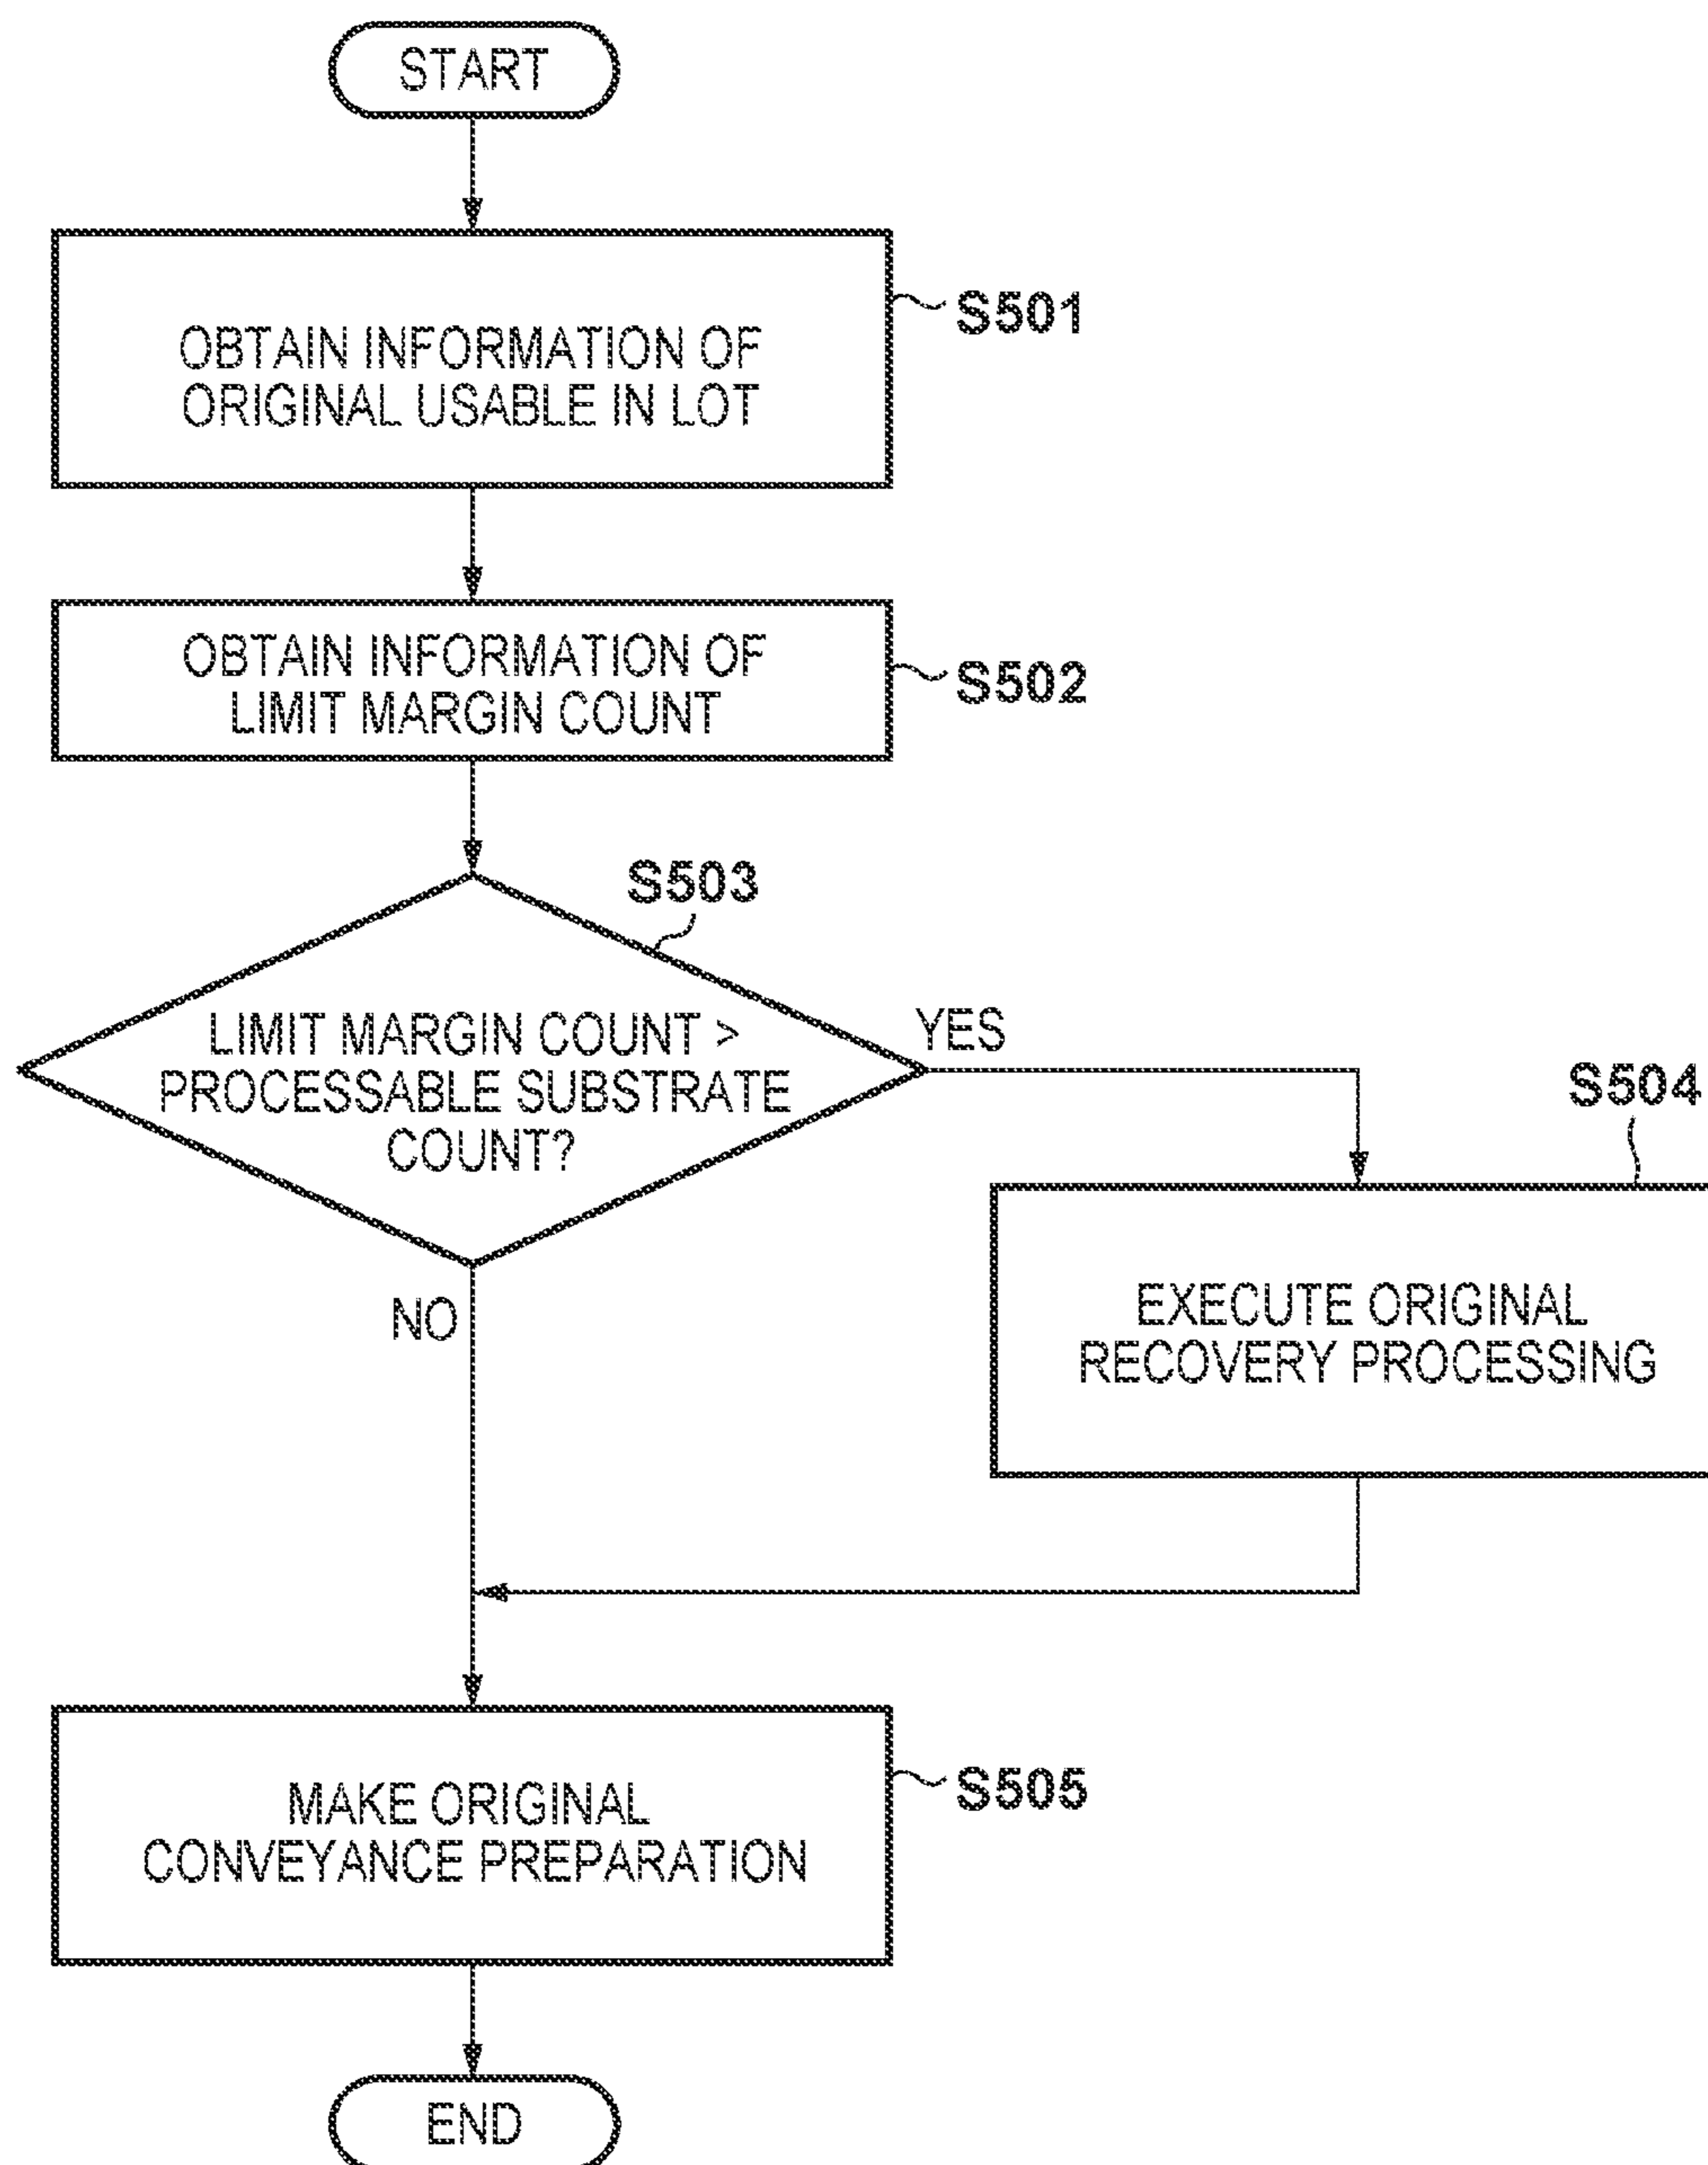 START
OBTAIN INFORMATION OF
ORIGINAL USABLE IN LOT
S501
OBTAIN INFORMATION OF
LIMIT MARGIN COUNT
S502
S503
LIMIT MARGIN COUNT >
PROCESSABLE SUBSTRATE
COUNT?
YES
NO
S504
EXECUTE ORIGINAL
RECOVERY PROCESSING
MAKE ORIGINAL
CONVEYANCE PREPARATION
S505
END